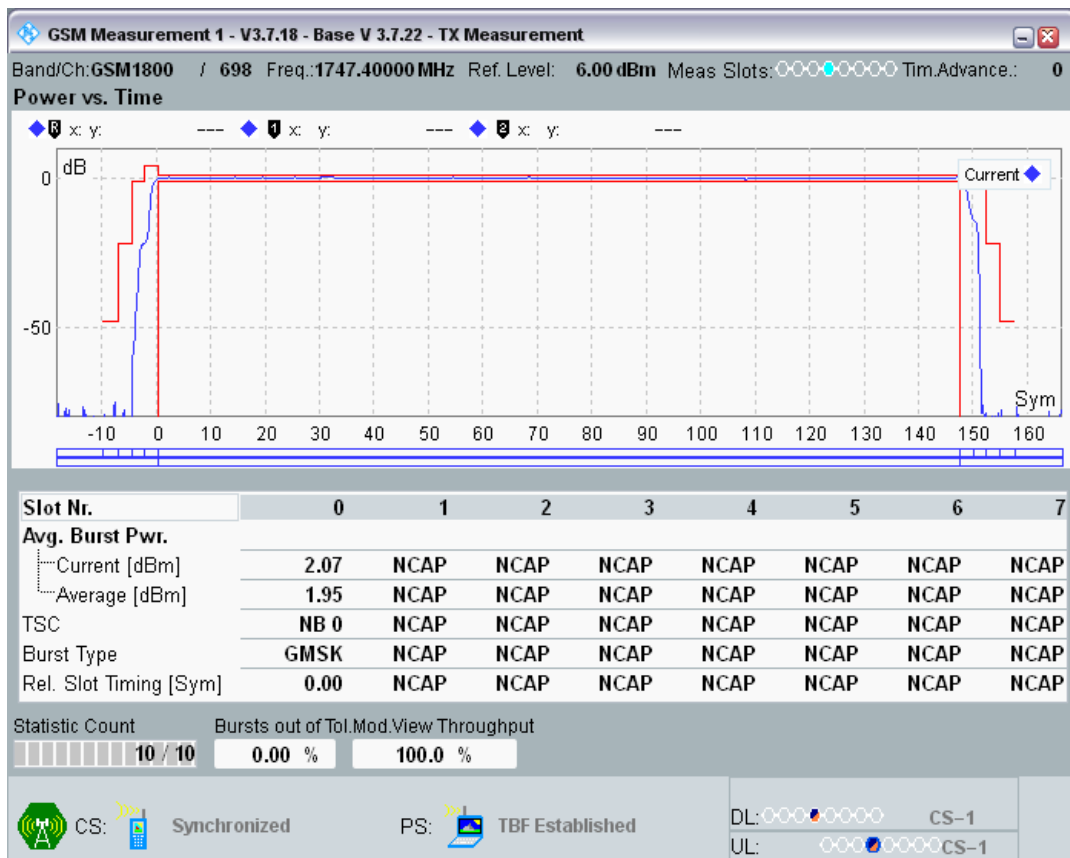 GSM Measurement 1 - V3.7.18 - Base V 3.7.22 - TX Measurement
Band/Ch:GSM1800 / 698 Freq.:1747.40000 MHz Ref. Level: 6.00 dBm Meas Slots: Tim.Advance.: 0
Power vs. Time
R x: y: --- 1 x: y: --- 2 x: y: ---
dB
0
Current
-50
Sym
-10 0 10 20 30 40 50 60 70 80 90 100 110 120 130 140 150 160
Slot Nr. 0 1 2 3 4 5 6 7
Avg. Burst Pwr.
Current [dBm] 2.07 NCAP NCAP NCAP NCAP NCAP NCAP NCAP
Average [dBm] 1.95 NCAP NCAP NCAP NCAP NCAP NCAP NCAP
TSC NB 0 NCAP NCAP NCAP NCAP NCAP NCAP NCAP
Burst Type GMSK NCAP NCAP NCAP NCAP NCAP NCAP NCAP
Rel. Slot Timing [Sym] 0.00 NCAP NCAP NCAP NCAP NCAP NCAP NCAP
Statistic Count Bursts out of Tol.Mod.View Throughput
10 / 10 0.00 % 100.0 %
CS: Synchronized PS: TBF Established
DL: CS-1
UL: CS-1